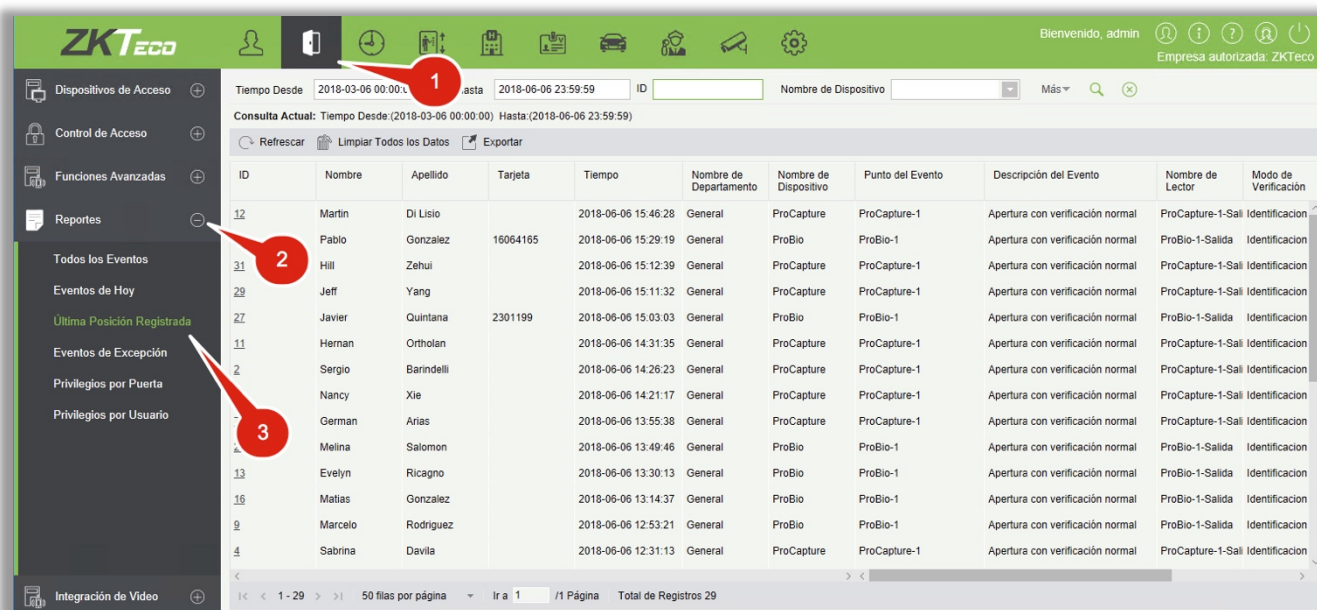 ZKTeco
Bienvenido, admin
Empresa autorizada: ZKTeco
1
Dispositivos de Acceso
Control de Acceso
Funciones Avanzadas
Reportes
2
Todos los Eventos
Eventos de Hoy
Última Posición Registrada
Eventos de Excepción
Privilegios por Puerta
Privilegios por Usuario
3
Integración de Video
Tiempo Desde 2018-03-06 00:00: asta 2018-06-06 23:59:59 ID Nombre de Dispositivo Más
Consulta Actual: Tiempo Desde:(2018-03-06 00:00:00) Hasta:(2018-06-06 23:59:59)
Refrescar Limpiar Todos los Datos Exportar
ID Nombre Apellido Tarjeta Tiempo Nombre de Departamento Nombre de Dispositivo Punto del Evento Descripción del Evento Nombre de Lector Modo de Verificación
12 Martin Di Lisio 2018-06-06 15:46:28 General ProCapture ProCapture-1 Apertura con verificación normal ProCapture-1-Sali Identificacion
Pablo Gonzalez 16064165 2018-06-06 15:29:19 General ProBio ProBio-1 Apertura con verificación normal ProBio-1-Salida Identificacion
31 Hill Zehui 2018-06-06 15:12:39 General ProCapture ProCapture-1 Apertura con verificación normal ProCapture-1-Sali Identificacion
29 Jeff Yang 2018-06-06 15:11:32 General ProCapture ProCapture-1 Apertura con verificación normal ProCapture-1-Sali Identificacion
27 Javier Quintana 2301199 2018-06-06 15:03:03 General ProBio ProBio-1 Apertura con verificación normal ProBio-1-Salida Identificacion
11 Hernan Ortholan 2018-06-06 14:31:35 General ProCapture ProCapture-1 Apertura con verificación normal ProCapture-1-Sali Identificacion
2 Sergio Barindelli 2018-06-06 14:26:23 General ProCapture ProCapture-1 Apertura con verificación normal ProCapture-1-Sali Identificacion
Nancy Xie 2018-06-06 14:21:17 General ProCapture ProCapture-1 Apertura con verificación normal ProCapture-1-Sali Identificacion
German Arias 2018-06-06 13:55:38 General ProCapture ProCapture-1 Apertura con verificación normal ProCapture-1-Sali Identificacion
Melina Salomon 2018-06-06 13:49:46 General ProBio ProBio-1 Apertura con verificación normal ProBio-1-Salida Identificacion
13 Evelyn Ricagno 2018-06-06 13:30:13 General ProBio ProBio-1 Apertura con verificación normal ProBio-1-Salida Identificacion
16 Matias Gonzalez 2018-06-06 13:14:37 General ProBio ProBio-1 Apertura con verificación normal ProBio-1-Salida Identificacion
9 Marcelo Rodriguez 2018-06-06 12:53:21 General ProBio ProBio-1 Apertura con verificación normal ProBio-1-Salida Identificacion
4 Sabrina Davila 2018-06-06 12:31:13 General ProCapture ProCapture-1 Apertura con verificación normal ProCapture-1-Sali Identificacion
1 - 29 50 filas por página Ir a 1 /1 Página Total de Registros 29